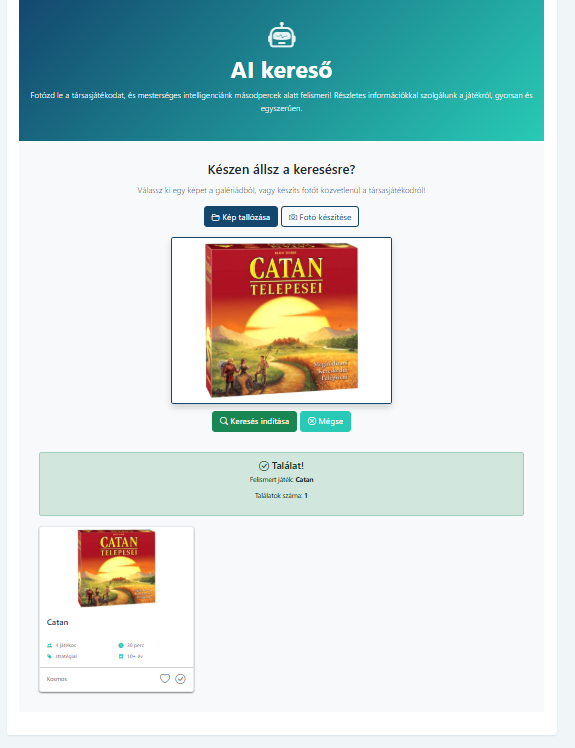 AI kereső
Fotózd le a társasjátékodat, és mesterséges intelligenciánk másodpercek alatt felismeri! Részletes információkkal szolgálunk a játékról, gyorsan és
egyszerűen.
Készen állsz a keresésre?
Válassz ki egy képet a galériádból, vagy készíts fotót közvetlenül a társasjátékodról!
Kép tallózása
Fotó készítése
CATAN
TELEPESEI
Keresés indítása
Mégse
Találat!
Felismert játék: Catan
Találatok száma: 1
CATAN
TELEPESEI
Catan
játékos
30 perc
stratégiai
10+ év
Kosmos